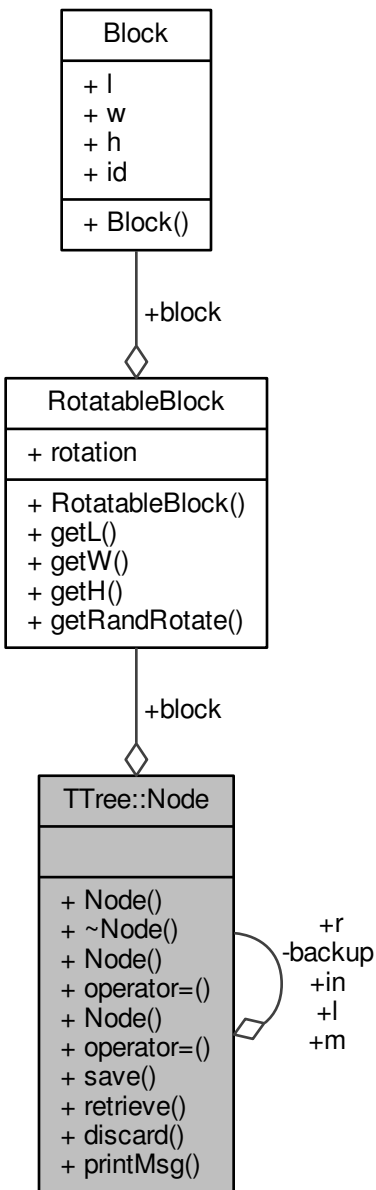 Block
+ l
+ w
+ h
+ id
+ Block()
+block
RotatableBlock
+ rotation
+ RotatableBlock()
+ getL()
+ getW()
+ getH()
+ getRandRotate()
+block
TTree::Node
+ Node()
+ ~Node()
+ Node()
+ operator=()
+ Node()
+ operator=()
+ save()
+ retrieve()
+ discard()
+ printMsg()
+r
-backup
+in
+l
+m